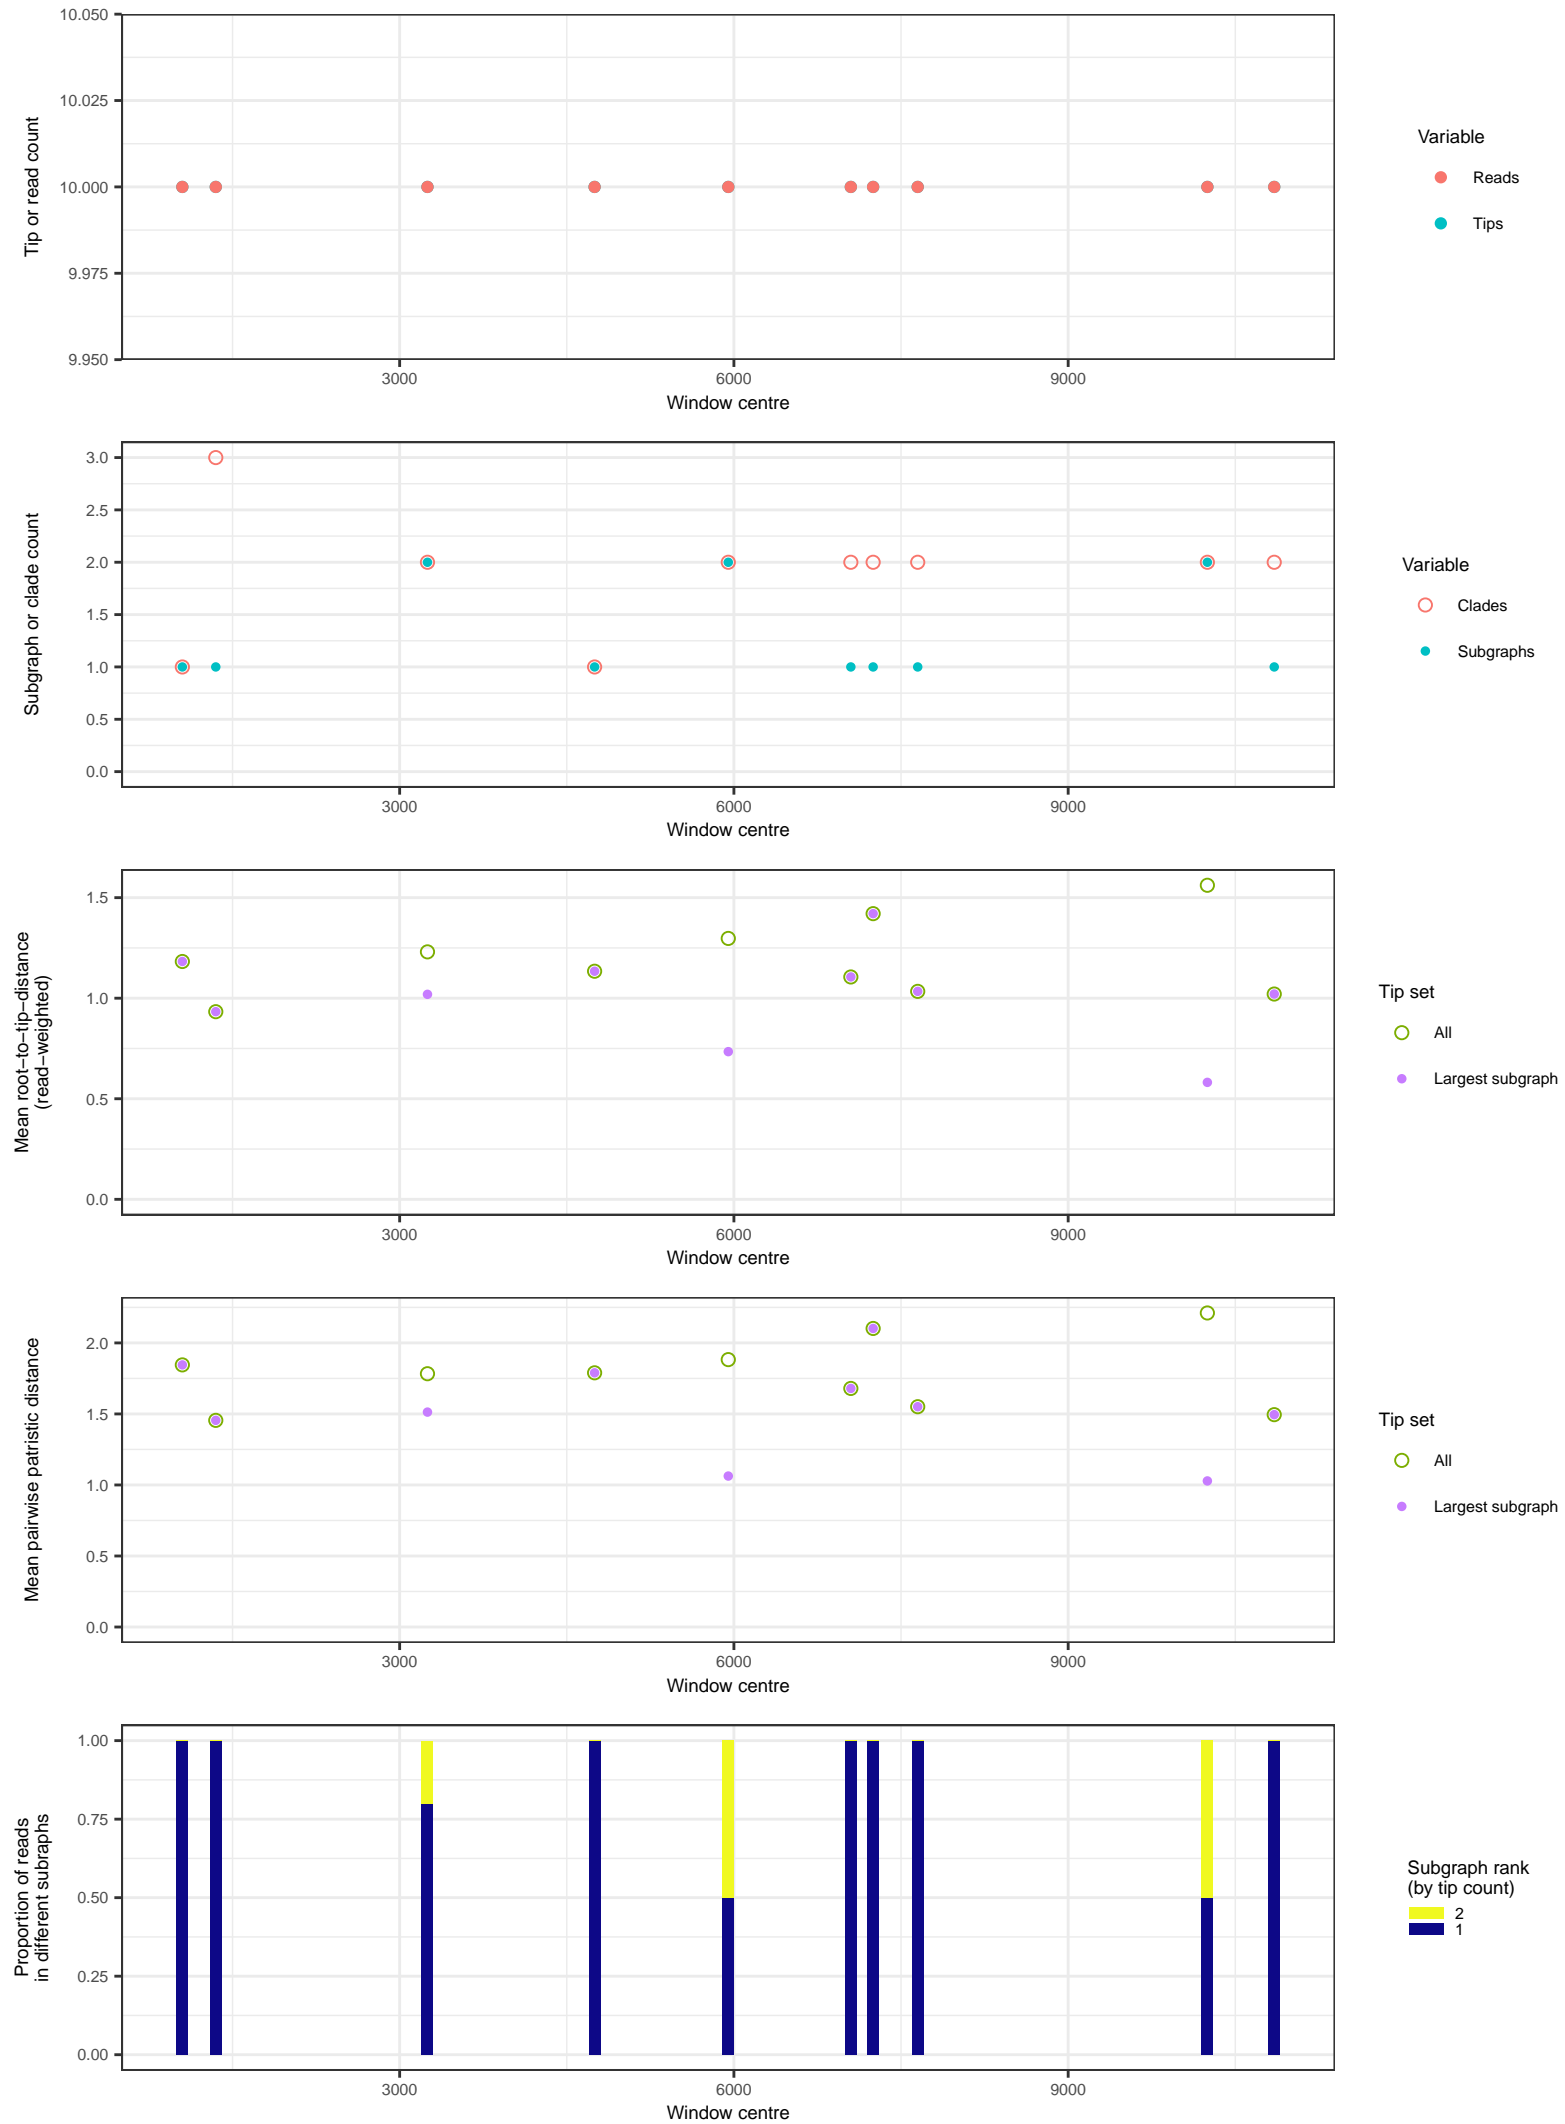 10.050
10.025
10.000
9.975
9.950
Tip or read count
3000 6000 9000
Window centre
Variable
Reads
Tips
3.0
2.5
2.0
1.5
1.0
0.5
0.0
Subgraph or clade count
3000 6000 9000
Window centre
Variable
Clades
Subgraphs
1.5
1.0
0.5
0.0
Mean root−to−tip−distance
(read−weighted)
3000 6000 9000
Window centre
Tip set
All
Largest subgraph
2.0
1.5
1.0
0.5
0.0
Mean pairwise patristic distance
3000 6000 9000
Window centre
Tip set
All
Largest subgraph
1.00
0.75
0.50
0.25
0.00
Proportion of reads
in different subraphs
3000 6000 9000
Window centre
Subgraph rank
(by tip count)
2
1